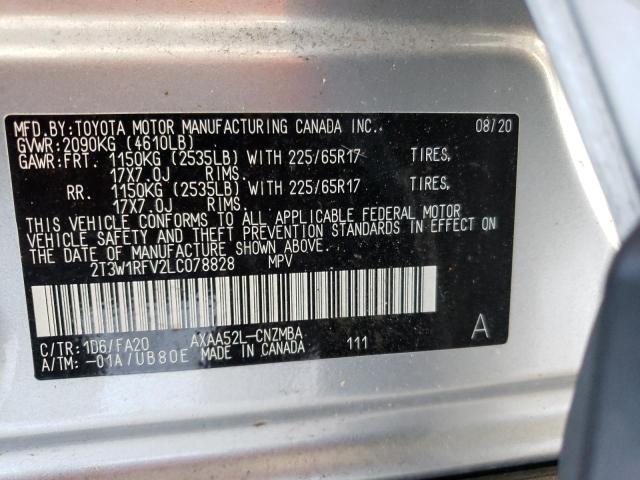 MFD.BY:TOYOTA MOTOR MANUFACTURING CANADA INC. 08/20
GVWR:2090KG (4610LB)
GAWR:FRT. 1150KG (2535LB) WITH 225/65R17 TIRES,
17X7.0J RIMS.
RR. 1150KG (2535LB) WITH 225/65R17 TIRES,
17X7.0J RIMS.
THIS VEHICLE CONFORMS TO ALL APPLICABLE FEDERAL MOTOR
VEHICLE SAFETY AND THEFT PREVENTION STANDARDS IN EFFECT ON
THE DATE OF MANUFACTURE SHOWN ABOVE.
2T3W1RFV2LC078828 MPV
A
C/TR:1D6/FA20 AXAA52L-CNZMBA 111
A/TM:-01A/UB80E MADE IN CANADA